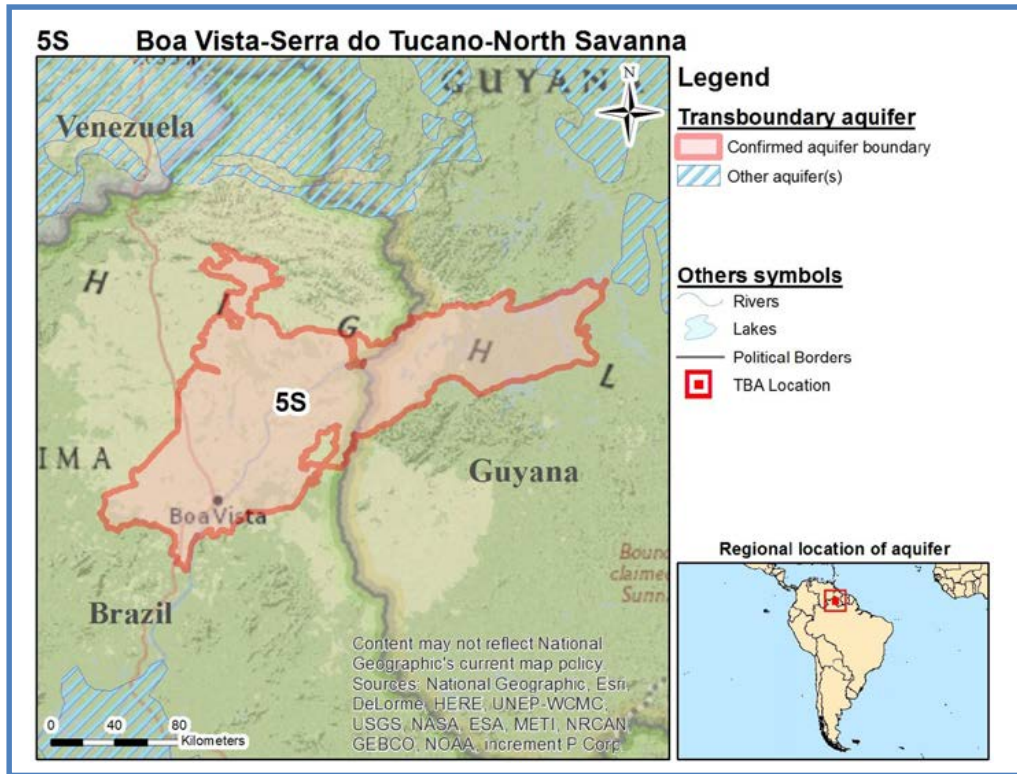 5S Boa Vista-Serra do Tucano-North Savanna
GUYAN
N
Venezuela
H
I
G
H
L
5S
IMA
Guyana
Boa Vista
Boun
claimed
Surin
Brazil
Content may not reflect National
Geographic's current map policy.
Sources: National Geographic, Esri,
DeLorme, HERE, UNEP-WCMC,
USGS, NASA, ESA, METI, NRCAN,
GEBCO, NOAA, increment P Corp.
0 40 80
Kilometers
Legend
Transboundary aquifer
Confirmed aquifer boundary
Other aquifer(s)
Others symbols
Rivers
Lakes
Political Borders
TBA Location
Regional location of aquifer